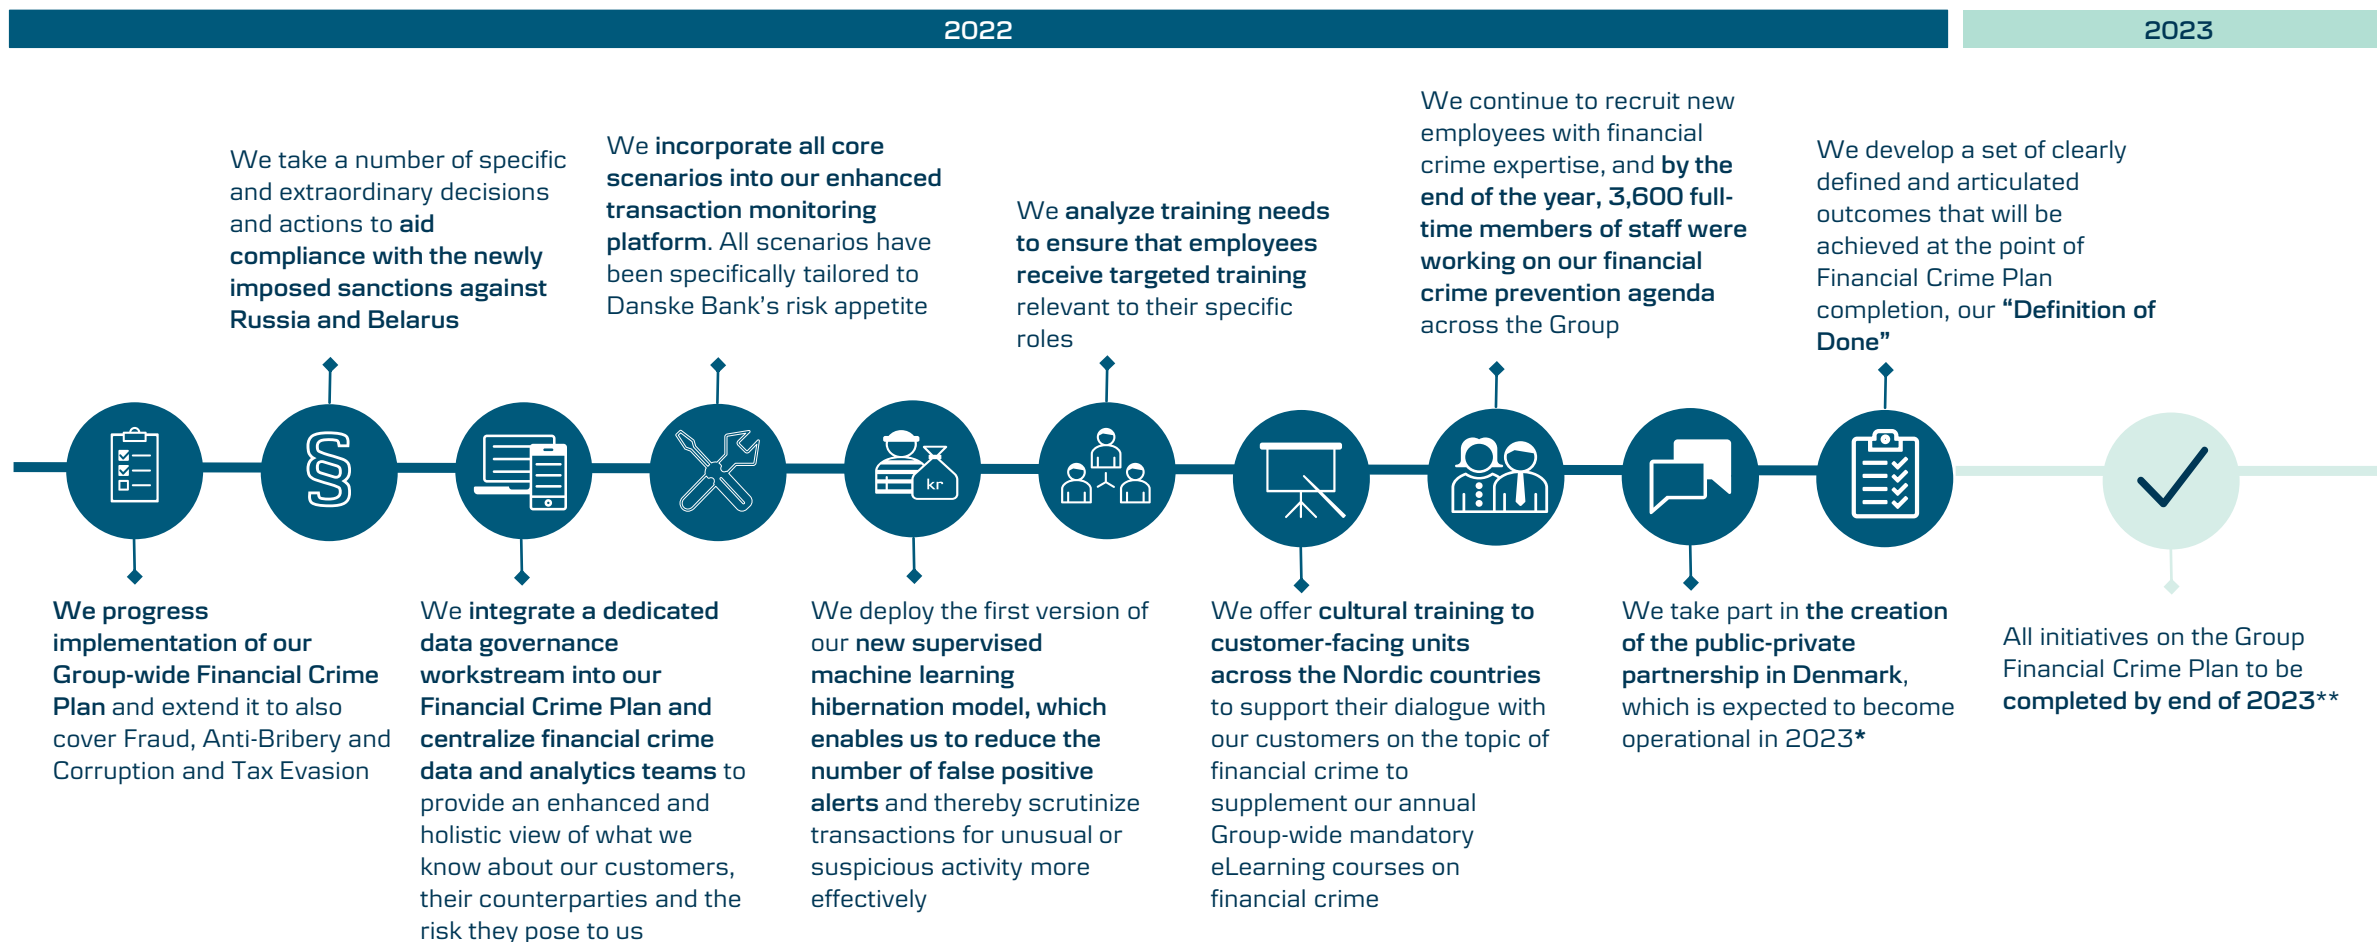 2022
2023
We take a number of specific
and extraordinary decisions
and actions to aid
compliance with the newly
imposed sanctions against
Russia and Belarus
We incorporate all core
scenarios into our enhanced
transaction monitoring
platform. All scenarios have
been specifically tailored to
Danske Bank's risk appetite
We analyze training needs
to ensure that employees
receive targeted training
relevant to their specific
roles
We continue to recruit new
employees with financial
crime expertise, and by the
end of the year, 3,600 full-
time members of staff were
working on our financial
crime prevention agenda
across the Group
We develop a set of clearly
defined and articulated
outcomes that will be
achieved at the point of
Financial Crime Plan
completion, our “Definition of
Done”
§
kr
We progress
implementation of our
Group-wide Financial Crime
Plan and extend it to also
cover Fraud, Anti-Bribery and
Corruption and Tax Evasion
We integrate a dedicated
data governance
workstream into our
Financial Crime Plan and
centralize financial crime
data and analytics teams to
provide an enhanced and
holistic view of what we
know about our customers,
their counterparties and the
risk they pose to us
We deploy the first version of
our new supervised
machine learning
hibernation model, which
enables us to reduce the
number of false positive
alerts and thereby scrutinize
transactions for unusual or
suspicious activity more
effectively
We offer cultural training to
customer-facing units
across the Nordic countries
to support their dialogue with
our customers on the topic of
financial crime to
supplement our annual
Group-wide mandatory
eLearning courses on
financial crime
We take part in the creation
of the public-private
partnership in Denmark,
which is expected to become
operational in 2023*
All initiatives on the Group
Financial Crime Plan to be
completed by end of 2023**